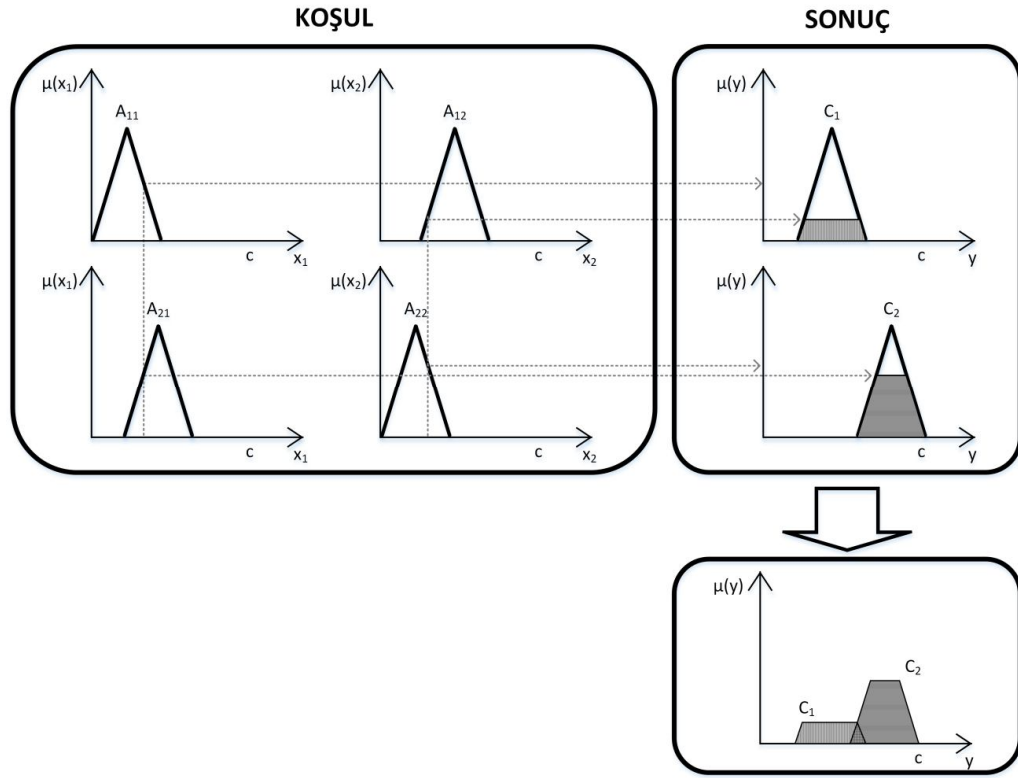 KOŞUL
SONUÇ
μ(x₁)
A₁₁
c
x₁
μ(x₂)
A₁₂
c
x₂
μ(y)
C₁
c
y
μ(x₁)
A₂₁
c
x₁
μ(x₂)
A₂₂
c
x₂
μ(y)
C₂
c
y
μ(y)
C₁
C₂
c
y